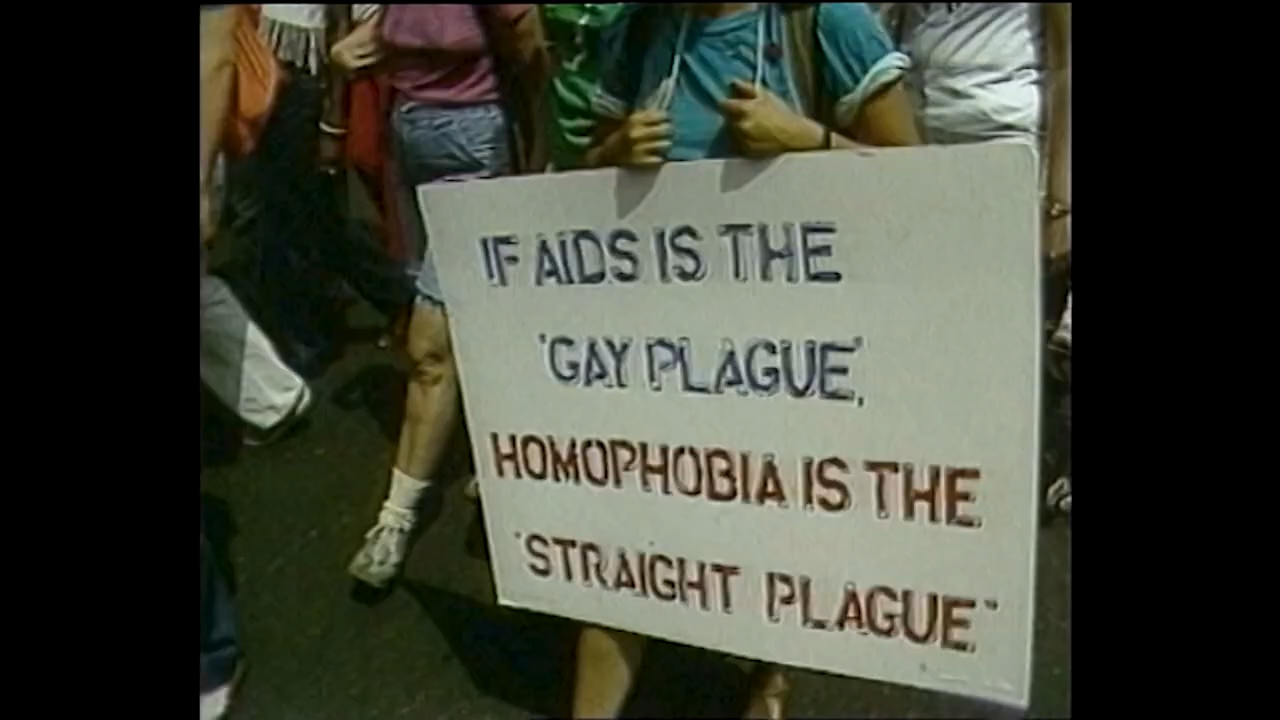 IF AIDS IS THE
'GAY PLAGUE',
HOMOPHOBIA IS THE
"STRAIGHT PLAGUE"